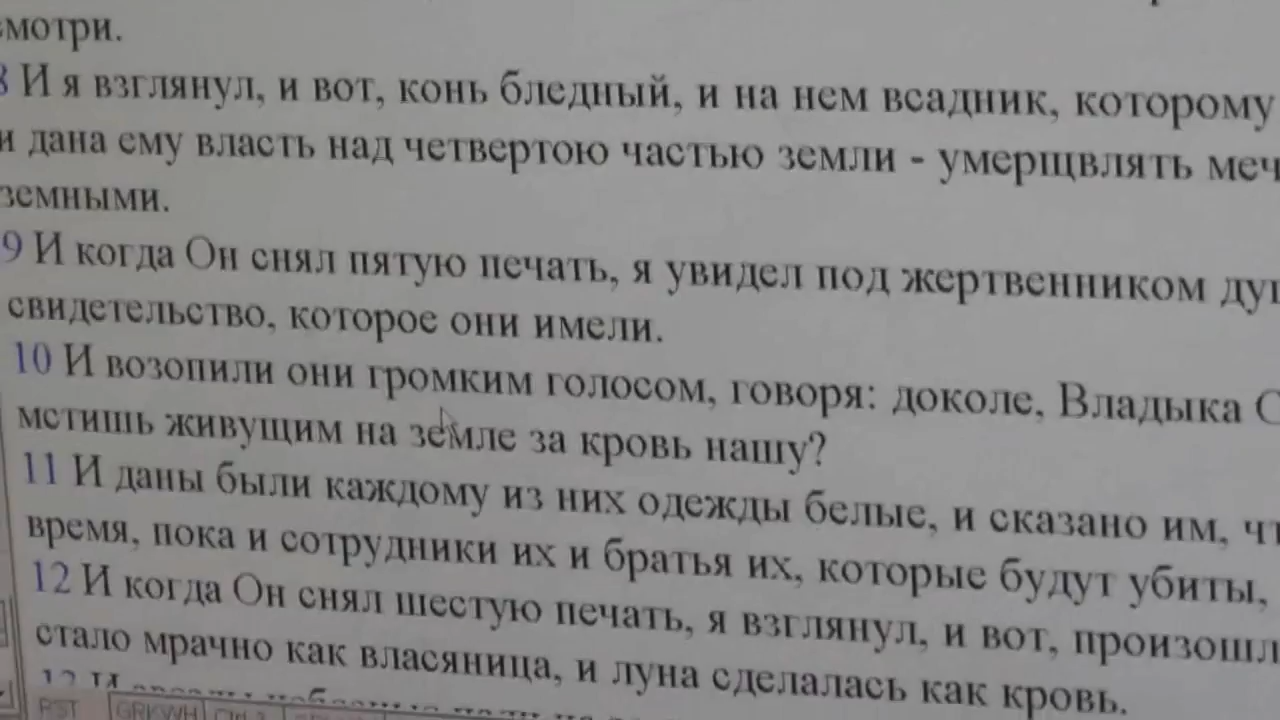 смотри.
8 И я взглянул, и вот, конь бледный, и на нем всадник, которому
и дана ему власть над четвертою частью земли - умерщвлять меч
земными.
9 И когда Он снял пятую печать, я увидел под жертвенником
свидетельство, которое они имели.
10 И возопили они громким голосом, говоря: доколе, Владыка С
мстишь живущим на земле за кровь нашу?
11 И даны были каждому из них одежды белые, и сказано им,
время, пока и сотрудники их и братья их, которые будут убиты,
12 И когда Он снял шестую печать, я взглянул, и вот, произошл
стало мрачно как власяница, и луна сделалась как кровь.
RST GRKWH